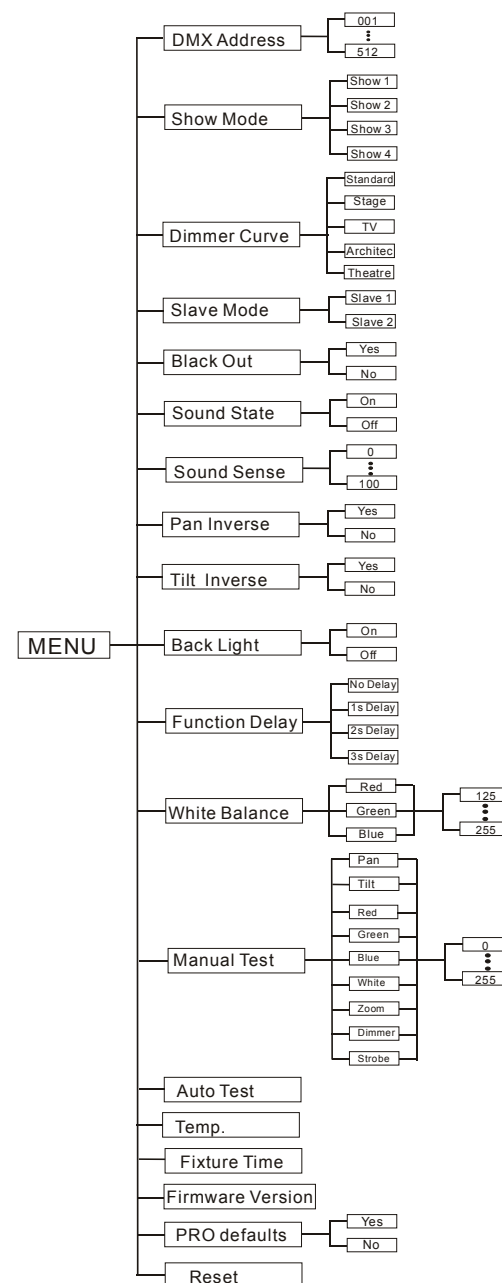 DMX Address
001
512
Show Mode
Show 1
Show 2
Show 3
Show 4
Dimmer Curve
Standard
Stage
TV
Architec
Theatre
Slave Mode
Slave 1
Slave 2
Black Out
Yes
No
Sound State
On
Off
Sound Sense
0
100
Pan Inverse
Yes
No
Tilt Inverse
Yes
No
MENU
Back Light
On
Off
Function Delay
No Delay
1s Delay
2s Delay
3s Delay
White Balance
Red
Green
Blue
125
255
Manual Test
Pan
Tilt
Red
Green
Blue
White
Zoom
Dimmer
Strobe
0
255
Auto Test
Temp.
Fixture Time
Firmware Version
PRO defaults
Yes
No
Reset